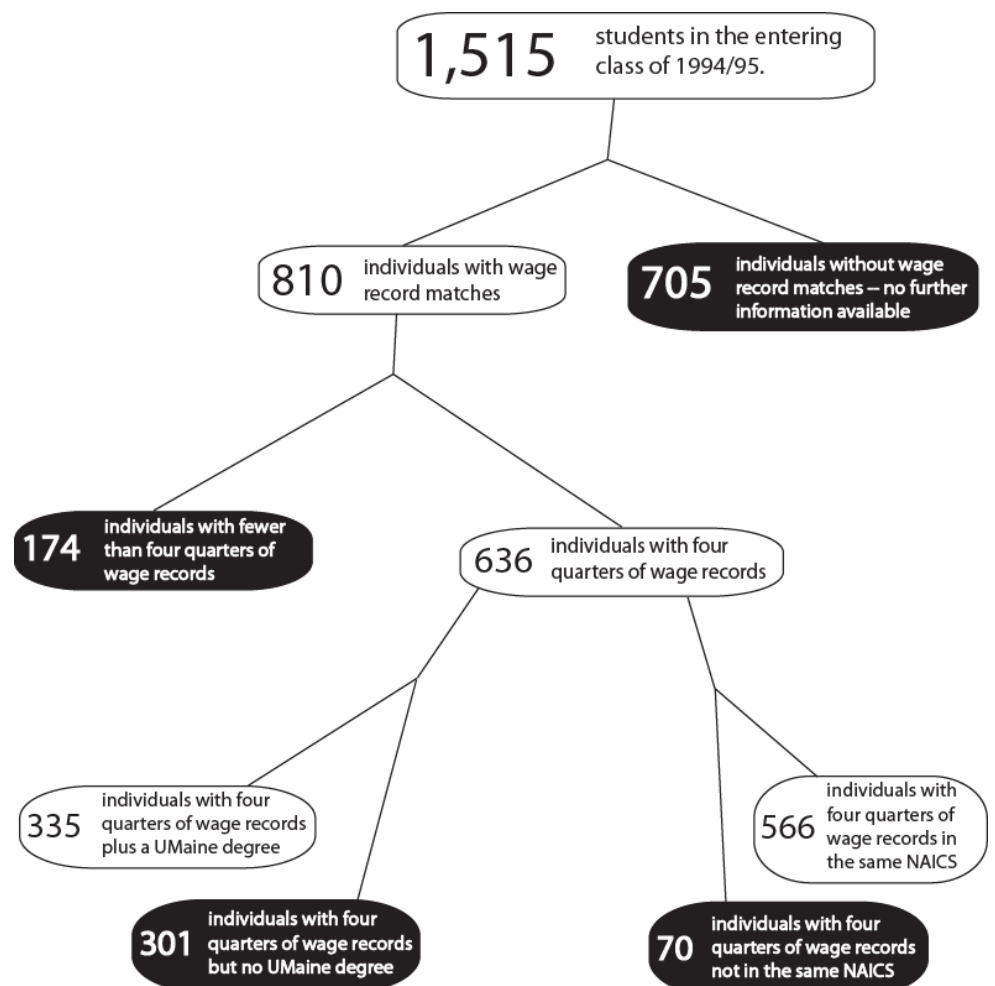 1,515 students in the entering
class of 1994/95.
810 individuals with wage
record matches
705 individuals without wage
record matches -- no further
information available
174 individuals with fewer
than four quarters of
wage records
636 individuals with four
quarters of wage records
335 individuals with four
quarters of wage records
plus a UMaine degree
566 individuals with
four quarters of
wage records in
the same NAICS
301 individuals with four
quarters of wage records
but no UMaine degree
70 individuals with four
quarters of wage records
not in the same NAICS